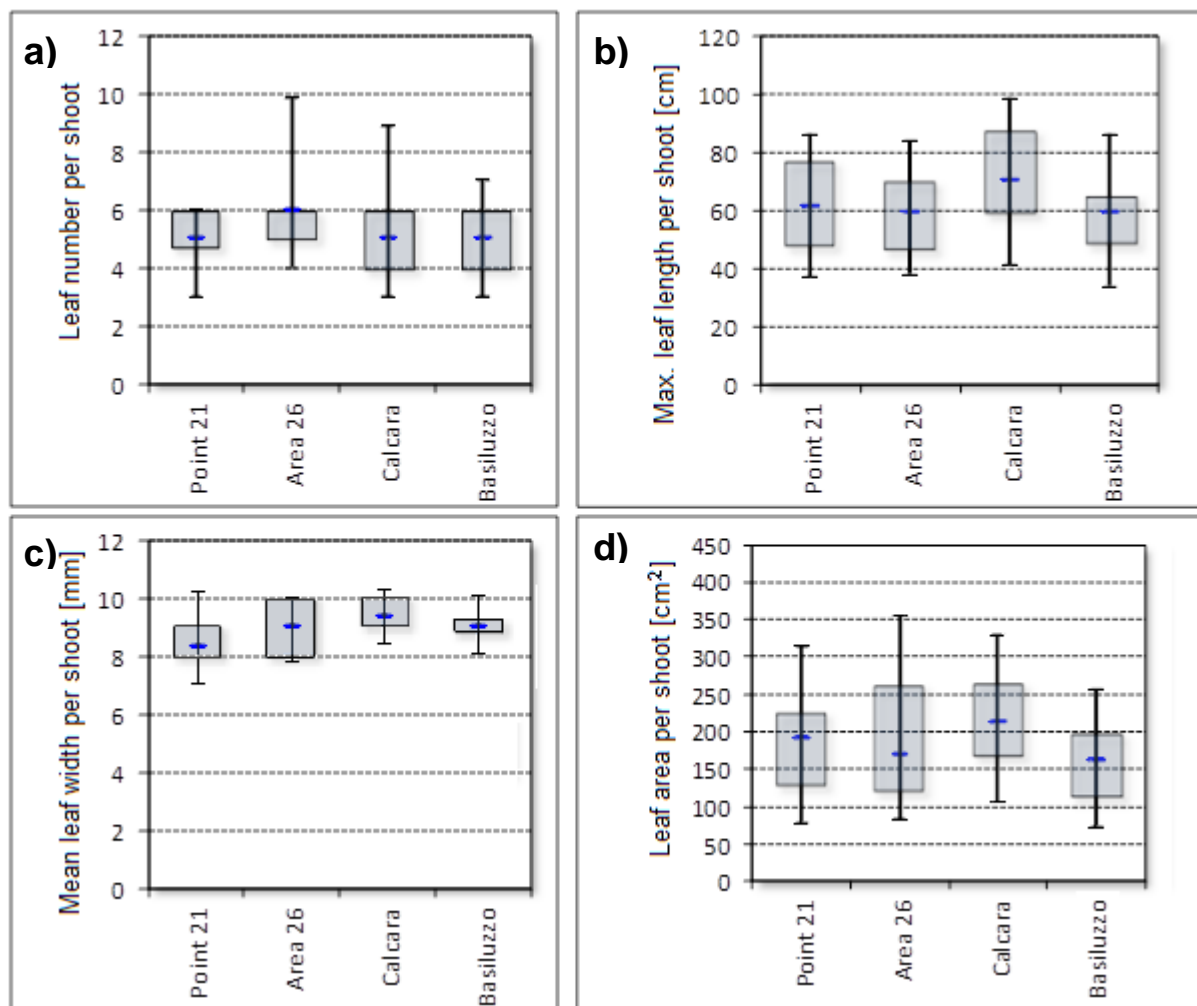 a)
Leaf number per shoot
12
10
8
6
4
2
0
Point 21
Area 26
Calcara
Basiluzzo
b)
Max. leaf length per shoot [cm]
120
100
80
60
40
20
0
Point 21
Area 26
Calcara
Basiluzzo
c)
Mean leaf width per shoot [mm]
12
10
8
6
4
2
0
Point 21
Area 26
Calcara
Basiluzzo
d)
Leaf area per shoot [cm²]
450
400
350
300
250
200
150
100
50
0
Point 21
Area 26
Calcara
Basiluzzo